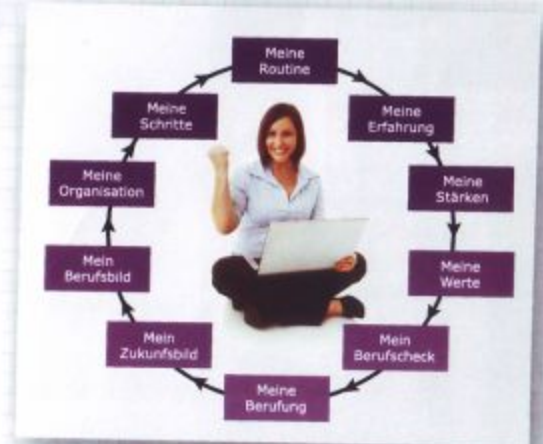 Meine
Routine
Meine
Erfahrung
Meine
Stärken
Meine
Werte
Mein
Berufscheck
Meine
Berufung
Mein
Zukunfsbild
Mein
Berufsbild
Meine
Organisation
Meine
Schritte